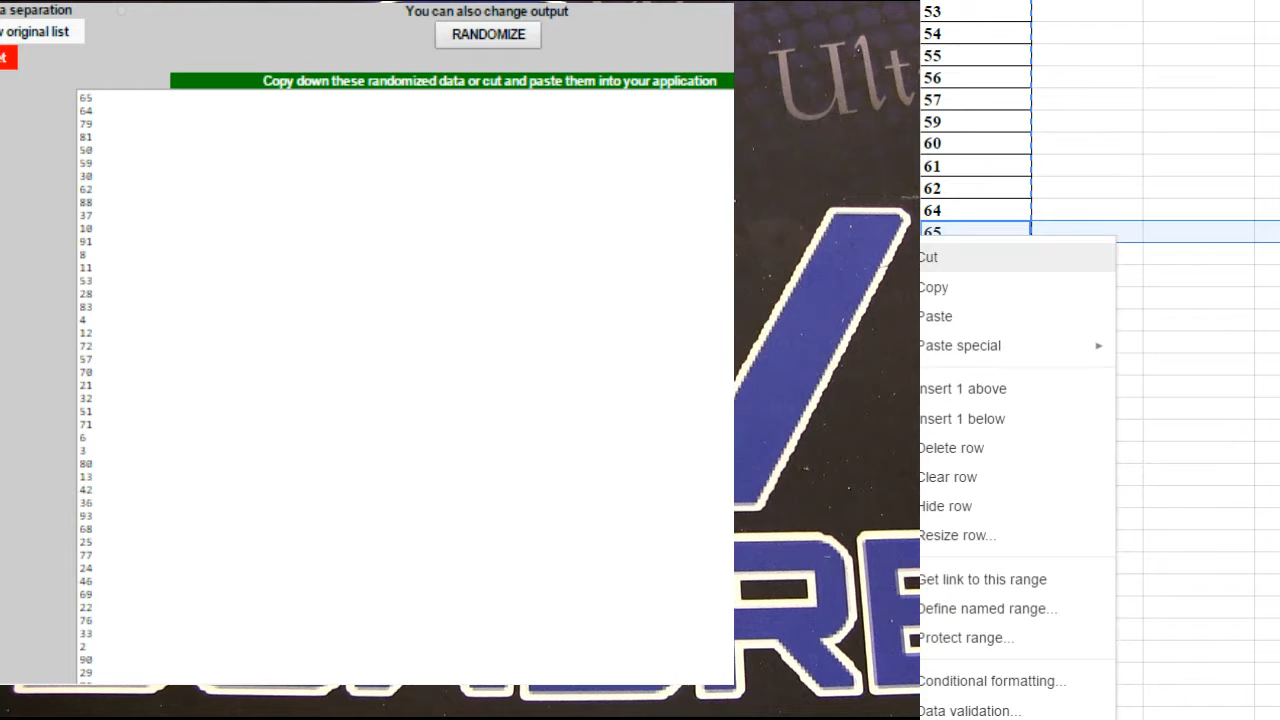 a separation
You can also change output
original list
RANDOMIZE
Copy down these randomized data or cut and paste them into your application
65
64
79
81
50
59
30
62
88
37
10
91
8
11
53
28
83
4
12
72
57
70
21
32
51
71
6
3
80
13
42
36
93
68
25
77
24
46
69
22
76
33
2
90
29
Ult
RE
53
54
55
56
57
59
60
61
62
64
65
Cut
Copy
Paste
Paste special
nsert 1 above
nsert 1 below
Delete row
Clear row
Hide row
Resize row...
Get link to this range
Define named range...
Protect range...
Conditional formatting...
Data validation...